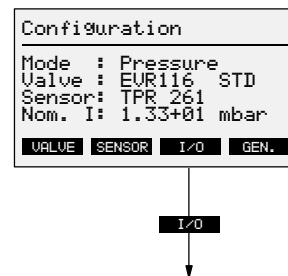 Configuration
Mode : Pressure
Valve : EVR116 STD
Sensor: TPR 261
Nom. I: 1.33+01 mbar
VALVE SENSOR I/O GEN.
I/O